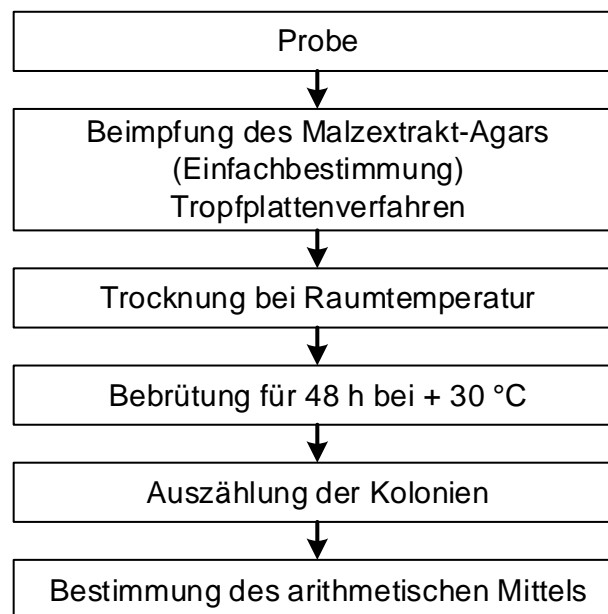 Probe
Beimpfung des Malzextrakt-Agars
(Einfachbestimmung)
Tropfplattenverfahren
Trocknung bei Raumtemperatur
Bebrütung für 48 h bei + 30 °C
Auszählung der Kolonien
Bestimmung des arithmetischen Mittels